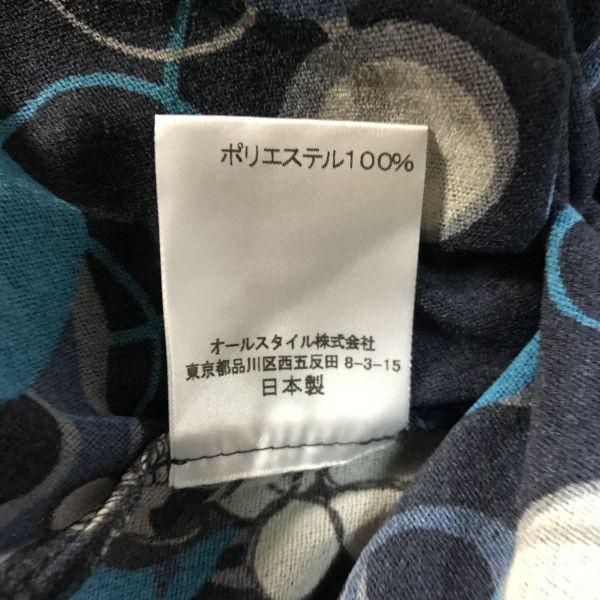 ポリエステル100%
オールスタイル株式会社
東京都品川区西五反田 8-3-15
日本製